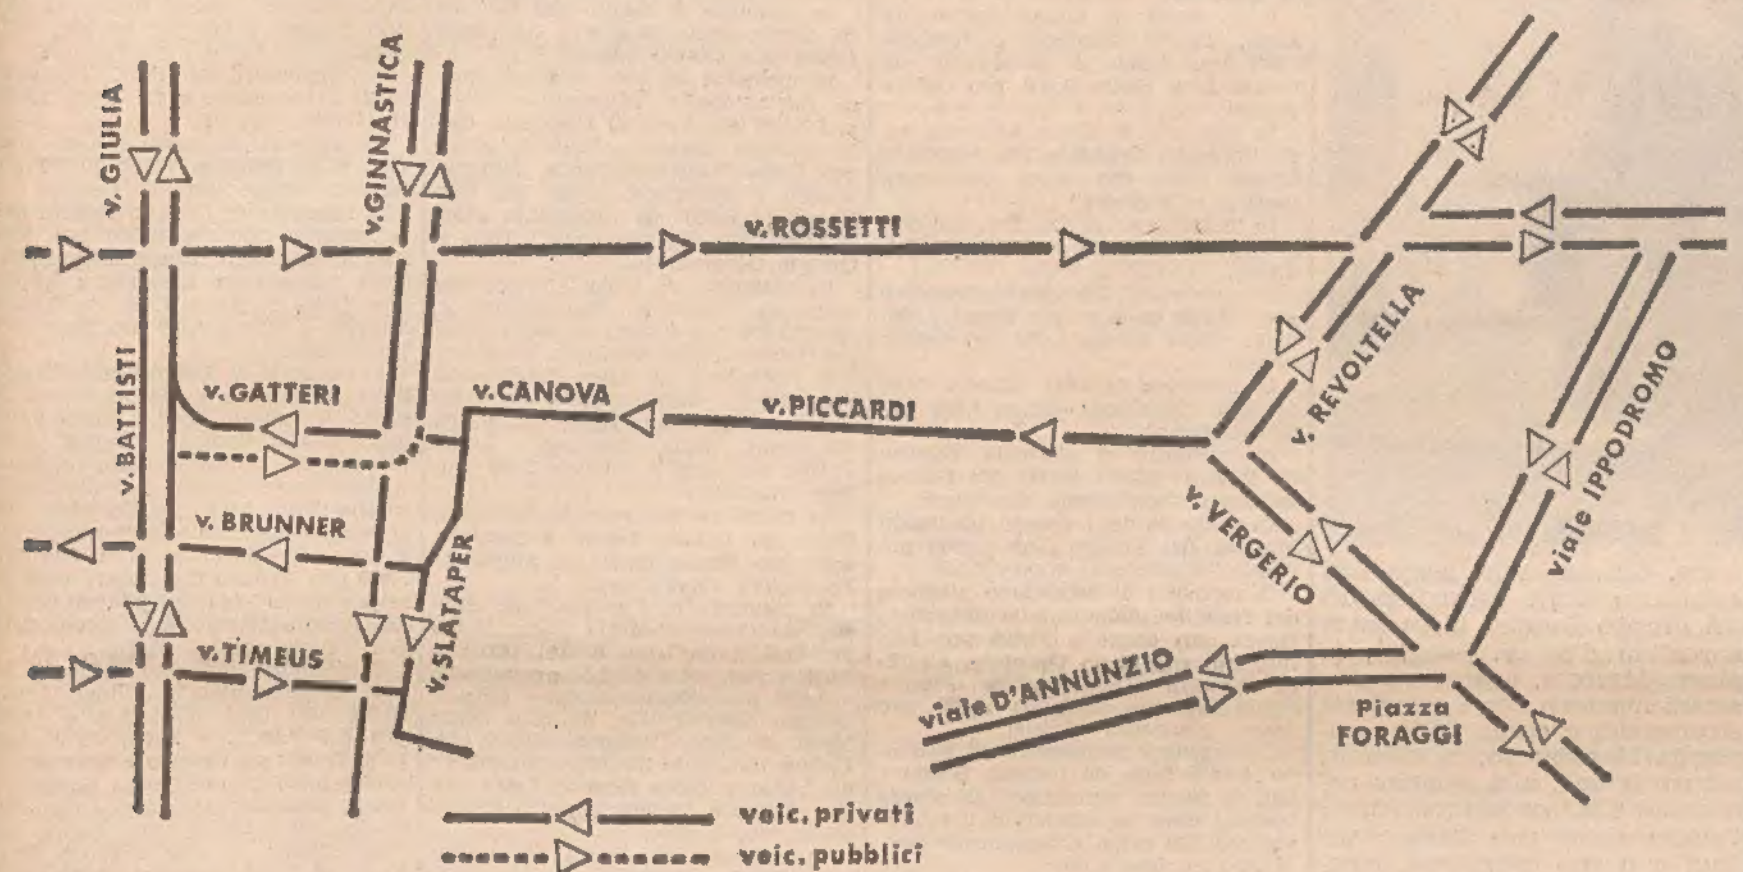 v. GIULIA
v. GINNASTICA
v. ROSSETTI
v. BATTISTI
v. GATTERI
v. CANOVA
v. PICCARDI
v. REVOLTELLA
viale IPPODROMO
v. BRUNNER
v. VERGERIO
v. TIMEUS
v. SLATAPER
viale D'ANNUNZIO
Piazza
FORAGGI
veic. privati
veic. pubblici